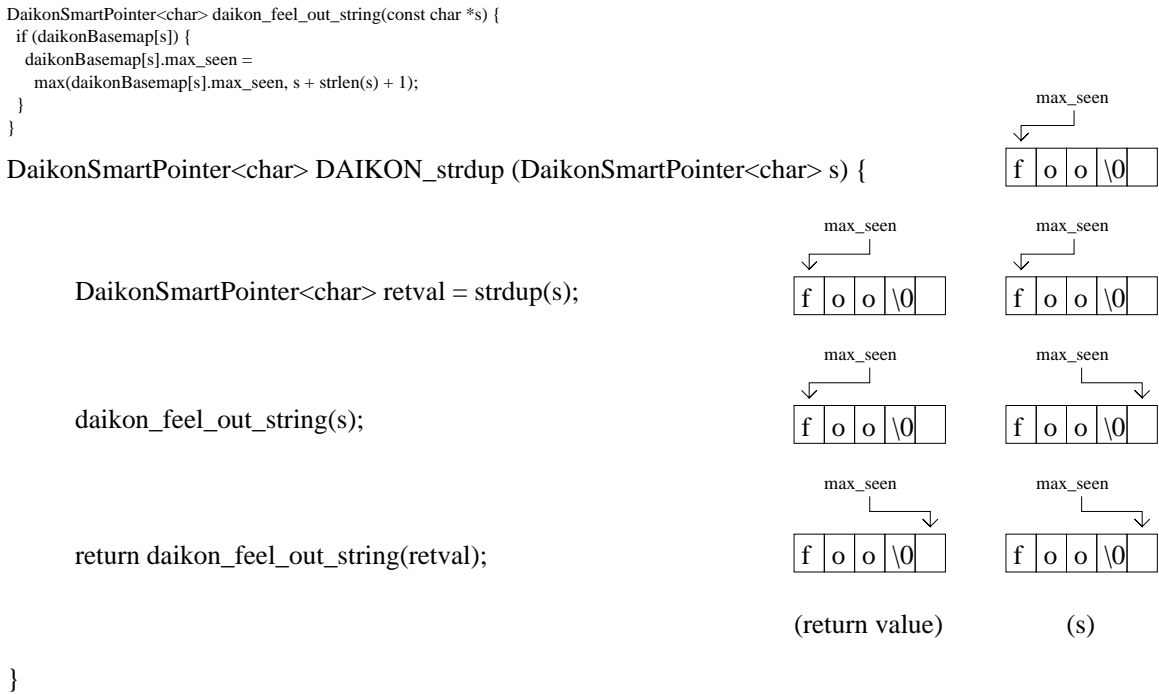 DaikonSmartPointer<char> daikon_feel_out_string(const char *s) {
if (daikonBasemap[s]) {
daikonBasemap[s].max_seen =
max(daikonBasemap[s].max_seen, s + strlen(s) + 1);
}
}
max_seen
DaikonSmartPointer<char> DAIKON_strdup (DaikonSmartPointer<char> s) { f o o \0
max_seen max_seen
DaikonSmartPointer<char> retval = strdup(s); f o o \0 f o o \0
max_seen max_seen
daikon_feel_out_string(s); f o o \0 f o o \0
max_seen max_seen
return daikon_feel_out_string(retval); f o o \0 f o o \0
(return value) (s)
}